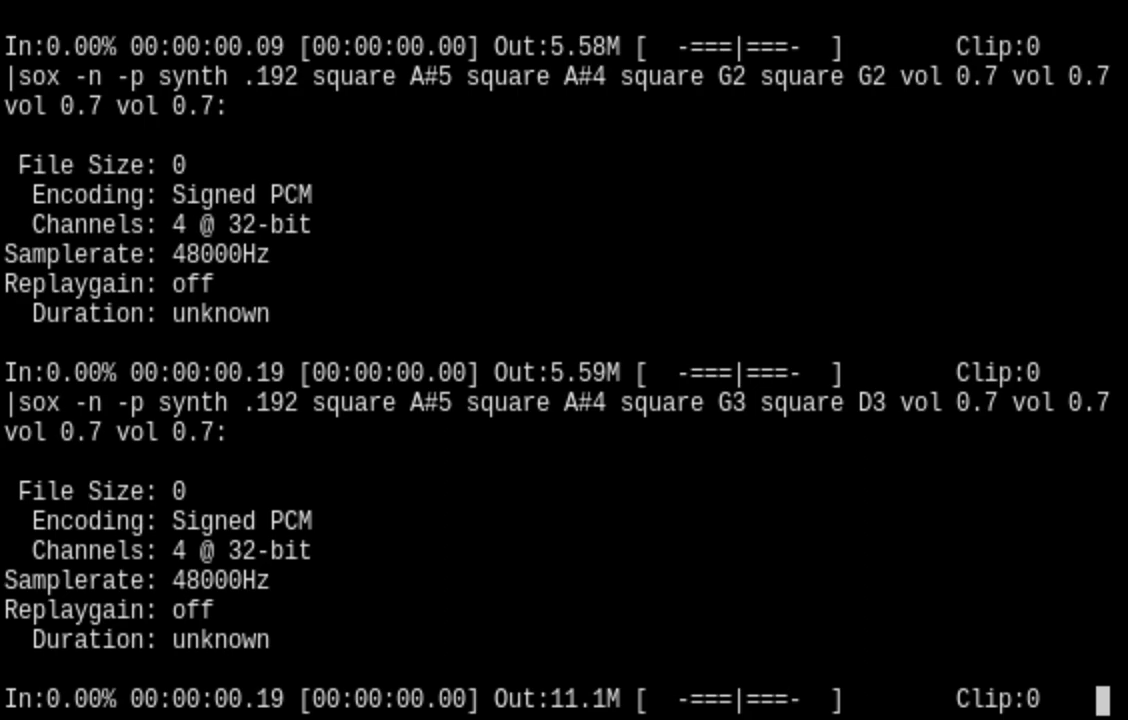 In:0.00% 00:00:00.09 [00:00:00.00] Out:5.58M [  -===|===-  ]        Clip:0
|sox -n -p synth .192 square A#5 square A#4 square G2 square G2 vol 0.7 vol 0.7
vol 0.7 vol 0.7:
File Size: 0
Encoding: Signed PCM
Channels: 4 @ 32-bit
Samplerate: 48000Hz
Replaygain: off
Duration: unknown
In:0.00% 00:00:00.19 [00:00:00.00] Out:5.59M [  -===|===-  ]        Clip:0
|sox -n -p synth .192 square A#5 square A#4 square G3 square D3 vol 0.7 vol 0.7
vol 0.7 vol 0.7:
File Size: 0
Encoding: Signed PCM
Channels: 4 @ 32-bit
Samplerate: 48000Hz
Replaygain: off
Duration: unknown
In:0.00% 00:00:00.19 [00:00:00.00] Out:11.1M [  -===|===-  ]        Clip:0